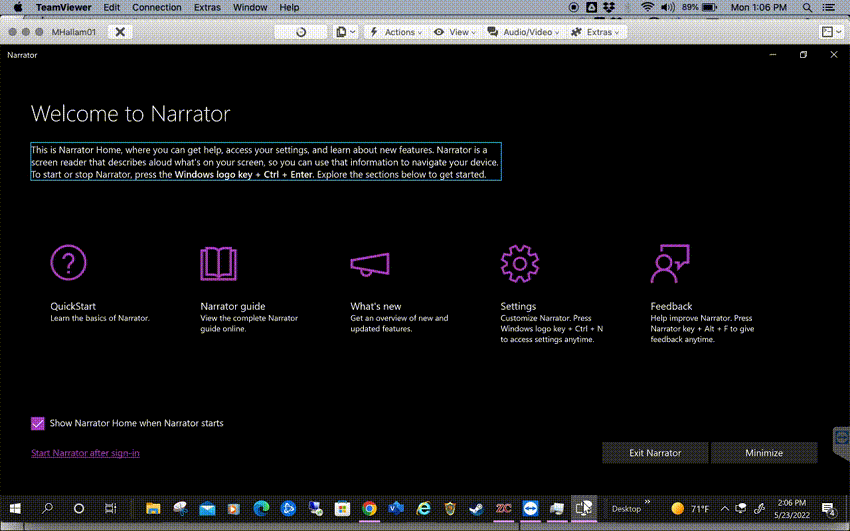 TeamViewer Edit Connection Extras Window Help 89% Mon 1:06 PM
MHallam01 Actions View Audio/Video Extras
Narrator
Welcome to Narrator
This is Narrator Home, where you can get help, access your settings, and learn about new features. Narrator is a
screen reader that describes aloud what's on your screen, so you can use that information to navigate your device.
To start or stop Narrator, press the Windows logo key + Ctrl + Enter. Explore the sections below to get started.
QuickStart
Learn the basics of Narrator.
Narrator guide
View the complete Narrator
guide online.
What's new
Get an overview of new and
updated features.
Settings
Customize Narrator. Press
Windows logo key + Ctrl + N
to access settings anytime.
Feedback
Help improve Narrator. Press
Narrator key + Alt + F to give
feedback anytime.
Show Narrator Home when Narrator starts
Start Narrator after sign-in
Exit Narrator
Minimize
Desktop
71°F
2:06 PM
5/23/2022
4